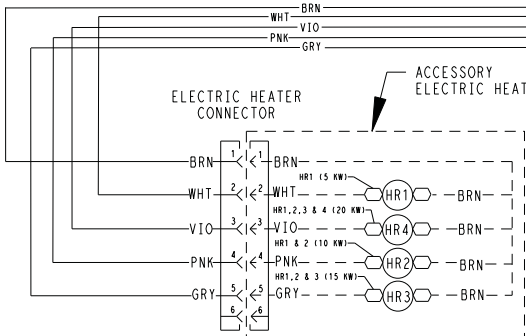 BRN
WHT
VIO
PNK
GRY
ACCESSORY
ELECTRIC HEAT
ELECTRIC HEATER
CONNECTOR
BRN 1 1 BRN
HR1 (5 KW)
WHT 2 2 WHT HR1 BRN
HR1,2,3 & 4 (20 KW)
VIO 3 3 VIO HR4 BRN
HR1 & 2 (10 KW)
PNK 4 4 PNK HR2 BRN
HR1,2 & 3 (15 KW)
GRY 5 5 GRY HR3 BRN
6 6